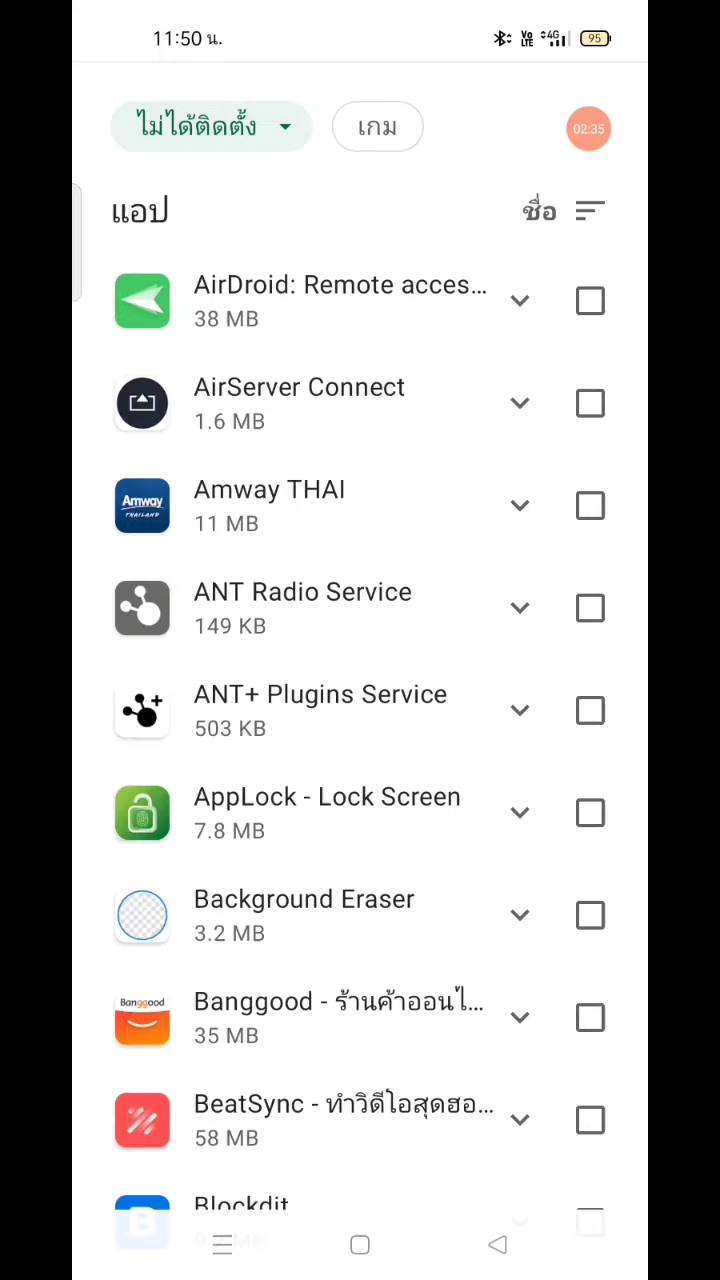 11:50 น.
VoLTE 4G 95
ไม่ได้ติดตั้ง
เกม
02:35
แอป
ชื่อ
AirDroid: Remote acces...
38 MB
AirServer Connect
1.6 MB
Amway THAI
11 MB
Amway
THAILAND
ANT Radio Service
149 KB
ANT+ Plugins Service
503 KB
AppLock - Lock Screen
7.8 MB
Background Eraser
3.2 MB
Banggood - ร้านค้าออนไ...
35 MB
Banggood
BeatSync - ทำวิดีโอสุดฮอ...
58 MB
Blockdit
B